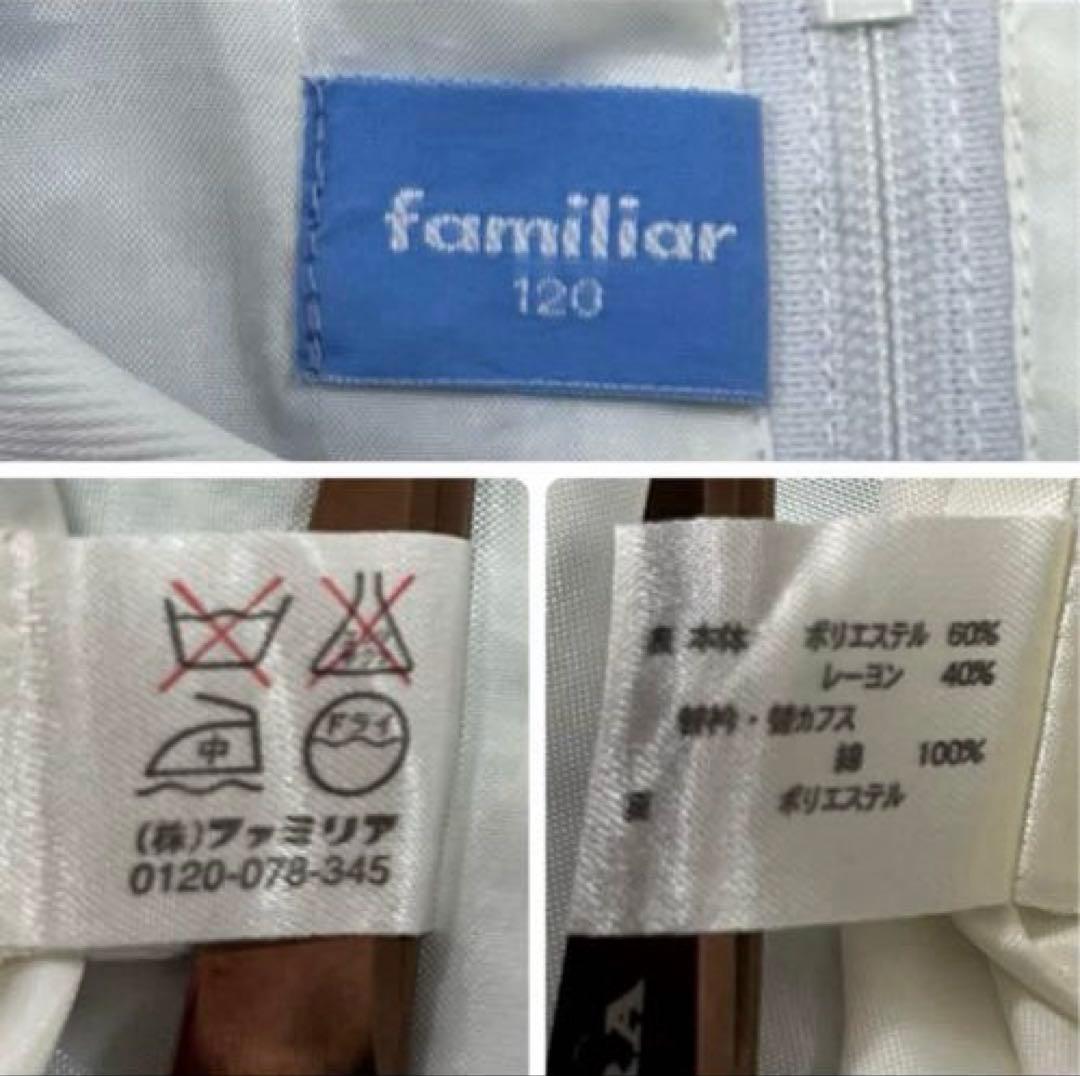 familiar
120
中
ドライ
(株)ファミリア
0120-078-345
表 本体 ポリエステル 60%
レーヨン 40%
替衿・替カフス
綿 100%
ポリエステル